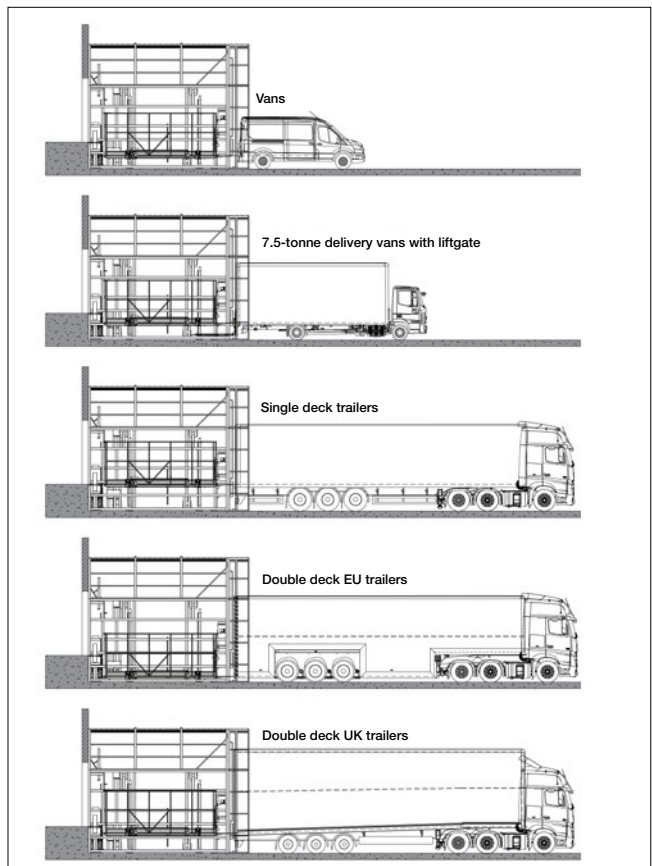 Vans
7.5-tonne delivery vans with liftgate
Single deck trailers
Double deck EU trailers
Double deck UK trailers